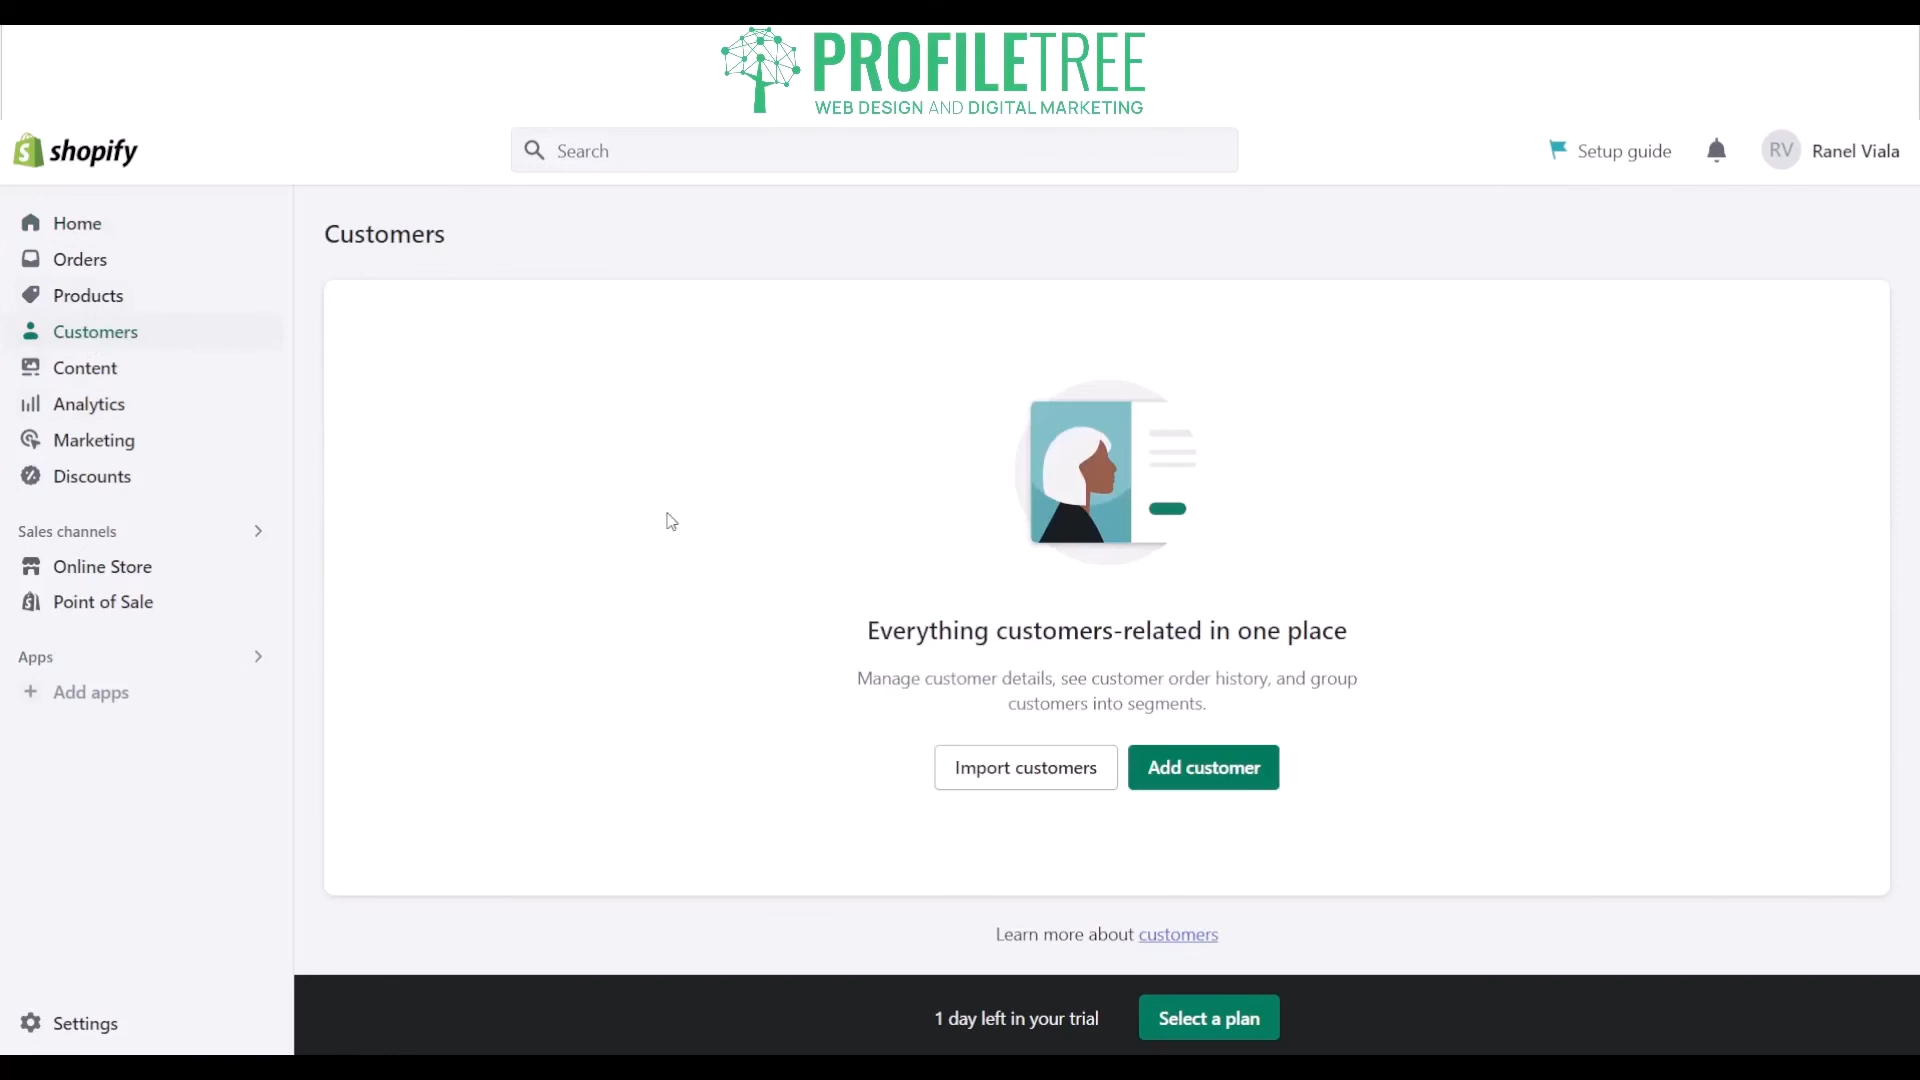 PROFILETREE
WEB DESIGN AND DIGITAL MARKETING
shopify
Search
Setup guide
RV
Ranel Viala
Home
Orders
Products
Customers
Content
Analytics
Marketing
Discounts
Sales channels
Online Store
Point of Sale
Apps
Add apps
Settings
Customers
Everything customers-related in one place
Manage customer details, see customer order history, and group
customers into segments.
Import customers
Add customer
Learn more about customers
1 day left in your trial
Select a plan